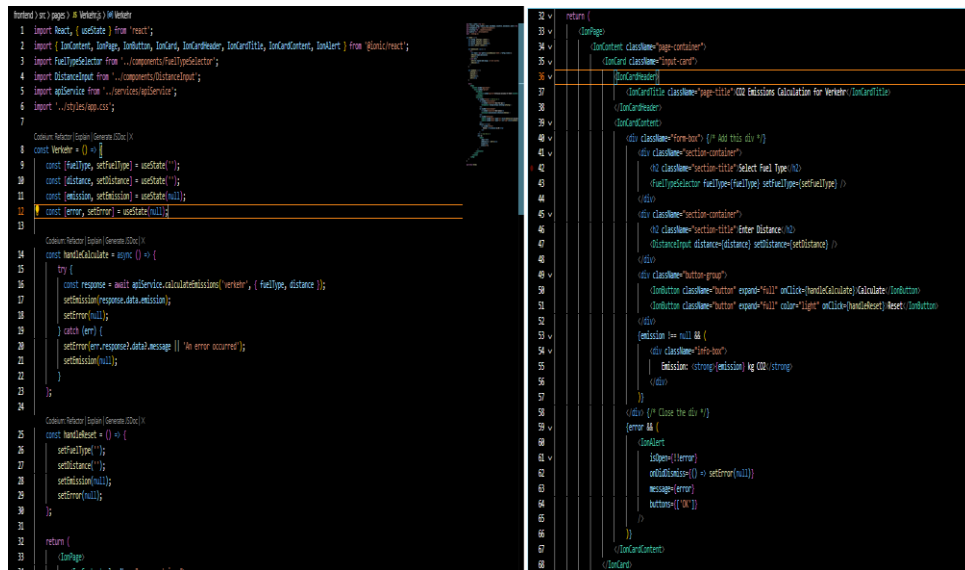 frontend > src > pages > JS Verkehr.js > Verkehr
1 import React, { useState } from 'react';
2 import { IonContent, IonPage, IonButton, IonCard, IonCardHeader, IonCardTitle, IonCardContent, IonAlert } from '@ionic/react';
3 import FuelTypeSelector from '../components/FuelTypeSelector';
4 import DistanceInput from '../components/DistanceInput';
5 import apiService from '../services/apiService';
6 import '../styles/app.css';
7
Codeium: Refactor | Explain | Generate JSDoc | X
8 const Verkehr = () => {
9 const [fuelType, setFuelType] = useState('');
10 const [distance, setDistance] = useState('');
11 const [emission, setEmission] = useState(null);
12 const [error, setError] = useState(null);
13
Codeium: Refactor | Explain | Generate JSDoc | X
14 const handleCalculate = async () => {
15 try {
16 const response = await apiService.calculateEmissions('verkehr', { fuelType, distance });
17 setEmission(response.data.emission);
18 setError(null);
19 } catch (err) {
20 setError(err.response?.data?.message || 'An error occurred');
21 setEmission(null);
22 }
23 };
24
Codeium: Refactor | Explain | Generate JSDoc | X
25 const handleReset = () => {
26 setFuelType('');
27 setDistance('');
28 setEmission(null);
29 setError(null);
30 };
31
32 return (
33 <IonPage>
32 return (
33 <IonPage>
34 <IonContent className="page-container">
35 <IonCard className="input-card">
36 <IonCardHeader>
37 <IonCardTitle className="page-title">CO2 Emissions Calculation for Verkehr</IonCardTitle>
38 </IonCardHeader>
39 <IonCardContent>
40 <div className="form-box"> {/* Add this div */}
41 <div className="section-container">
42 <h2 className="section-title">Select Fuel Type</h2>
43 <FuelTypeSelector fuelType={fuelType} setFuelType={setFuelType} />
44 </div>
45 <div className="section-container">
46 <h2 className="section-title">Enter Distance</h2>
47 <DistanceInput distance={distance} setDistance={setDistance} />
48 </div>
49 <div className="button-group">
50 <IonButton className="button" expand="full" onClick={handleCalculate}>Calculate</IonButton>
51 <IonButton className="button" expand="full" color="light" onClick={handleReset}>Reset</IonButton>
52 </div>
53 {emission !== null && (
54 <div className="info-box">
55 Emission: <strong>{emission} kg CO2</strong>
56 </div>
57 )}
58 </div> {/* Close the div */}
59 {error && (
60 <IonAlert
61 isOpen={!!error}
62 onDidDismiss={() => setError(null)}
63 message={error}
64 buttons={['OK']}
65 />
66 )}
67 </IonCardContent>
68 </IonCard>